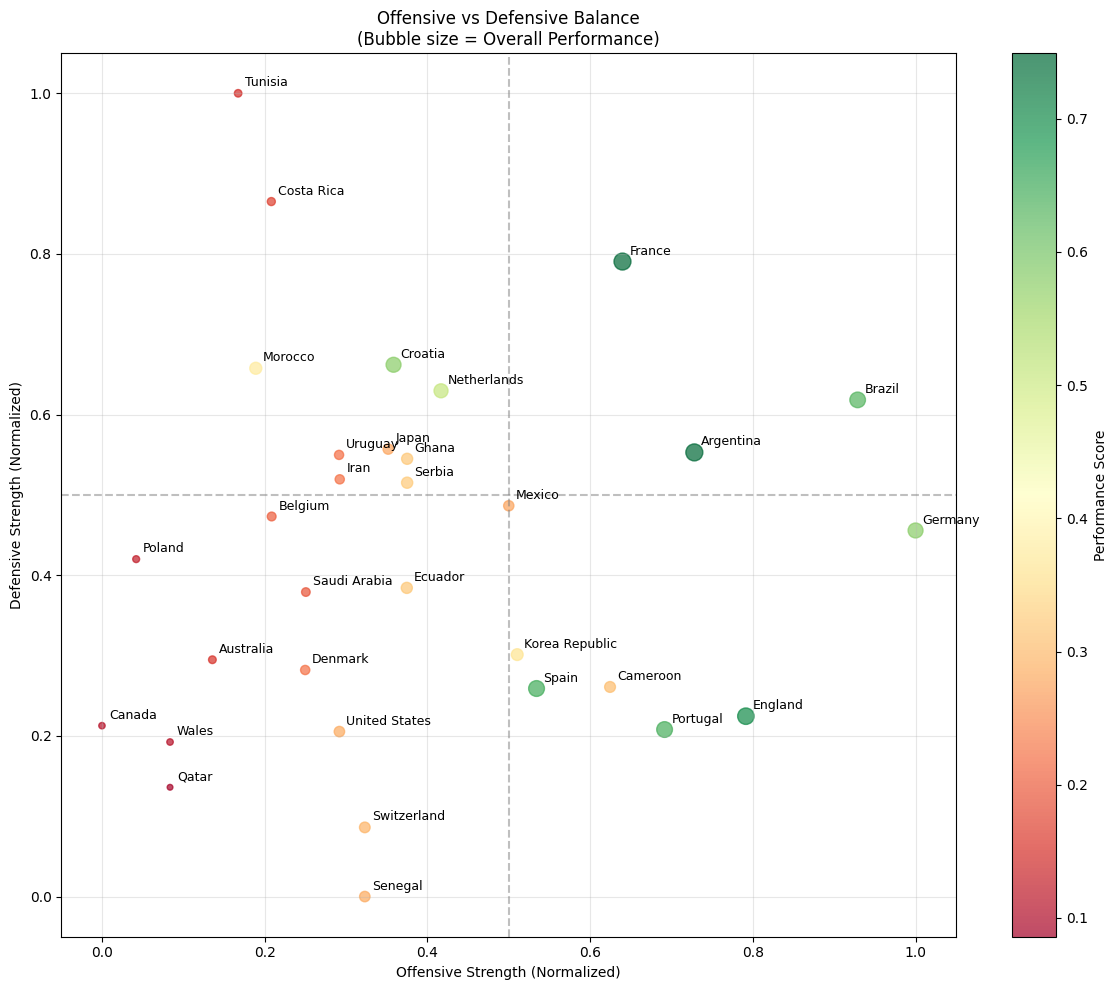 Offensive vs Defensive Balance
(Bubble size = Overall Performance)
Defensive Strength (Normalized)
1.0
0.8
0.6
0.4
0.2
0.0
Tunisia
Costa Rica
France
Morocco
Croatia
Netherlands
Brazil
Uruguay
Japan
Argentina
Ghana
Iran
Serbia
Mexico
Belgium
Germany
Poland
Saudi Arabia
Ecuador
Australia
Denmark
Korea Republic
Spain
Cameroon
Canada
Wales
United States
Portugal
England
Qatar
Switzerland
Senegal
0.0
0.2
0.4
0.6
0.8
1.0
Offensive Strength (Normalized)
0.7
0.6
0.5
0.4
0.3
0.2
0.1
Performance Score